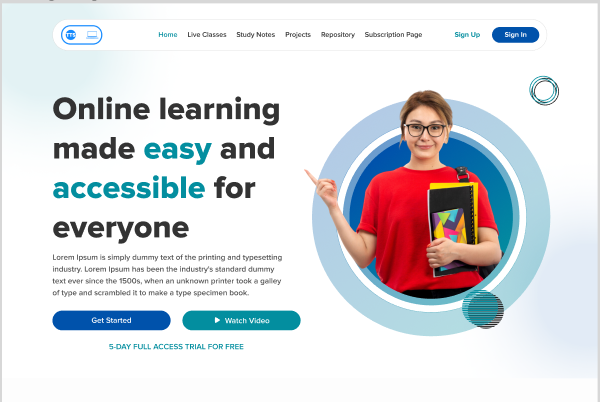 TTS
Home Live Classes Study Notes Projects Repository Subscription Page Sign Up Sign In
Online learning
made easy and
accessible for
everyone
Lorem Ipsum is simply dummy text of the printing and typesetting
industry. Lorem Ipsum has been the industry's standard dummy
text ever since the 1500s, when an unknown printer took a galley
of type and scrambled it to make a type specimen book.
Get Started Watch Video
5-DAY FULL ACCESS TRIAL FOR FREE